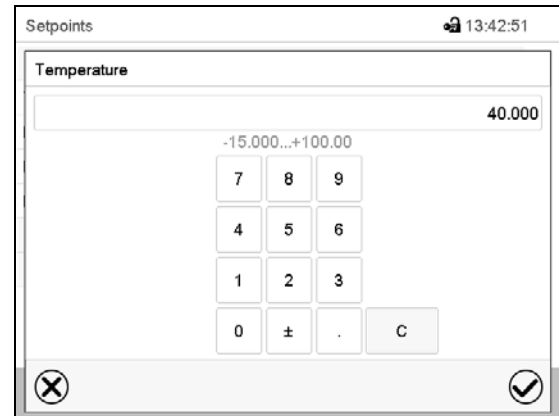 Setpoints 13:42:51
Temperature
40.000
-15.000...+100.00
7 8 9
4 5 6
1 2 3
0 ± . C